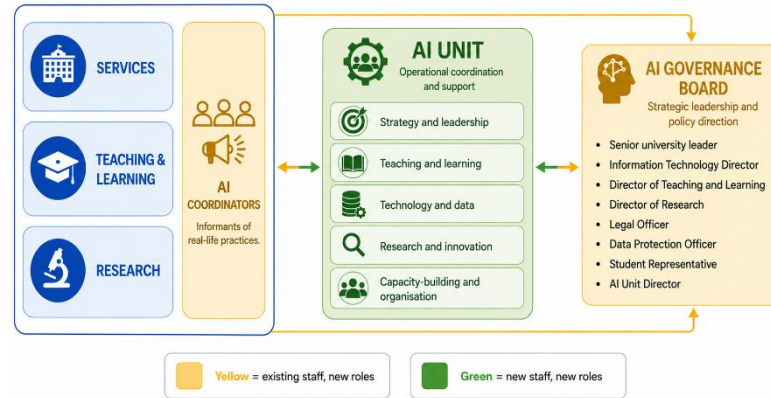 SERVICES
TEACHING &
LEARNING
RESEARCH
AI
COORDINATORS
Informants of
real-life practices.
AI UNIT
Operational coordination
and support
Strategy and leadership
Teaching and learning
Technology and data
Research and innovation
Capacity-building and
organisation
AI GOVERNANCE
BOARD
Strategic leadership and
policy direction
• Senior university leader
• Information Technology Director
• Director of Teaching and Learning
• Director of Research
• Legal Officer
• Data Protection Officer
• Student Representative
• AI Unit Director
Yellow = existing staff, new roles
Green = new staff, new roles